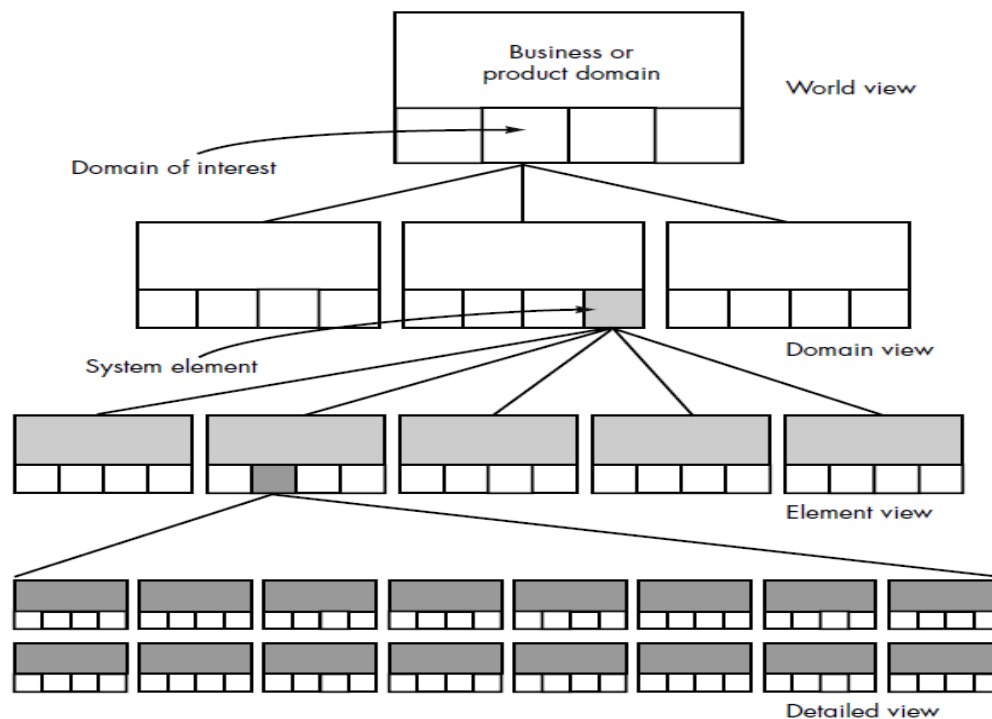 Business or
product domain
World view
Domain of interest
Domain view
System element
Element view
Detailed view